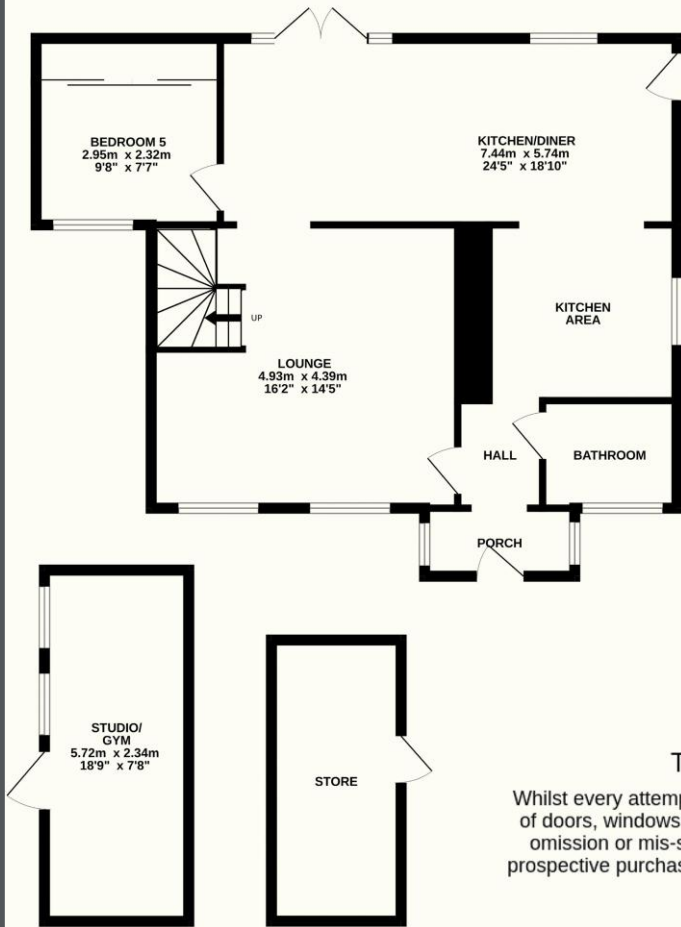 BEDROOM 5
2.95m x 2.32m
9'8" x 7'7"
KITCHEN/DINER
7.44m x 5.74m
24'5" x 18'10"
KITCHEN
AREA
UP
LOUNGE
4.93m x 4.39m
16'2" x 14'5"
HALL
BATHROOM
PORCH
STUDIO/
GYM
5.72m x 2.34m
18'9" x 7'8"
STORE
T
Whilst every attemp
of doors, windows
omission or mis-s
prospective purchas